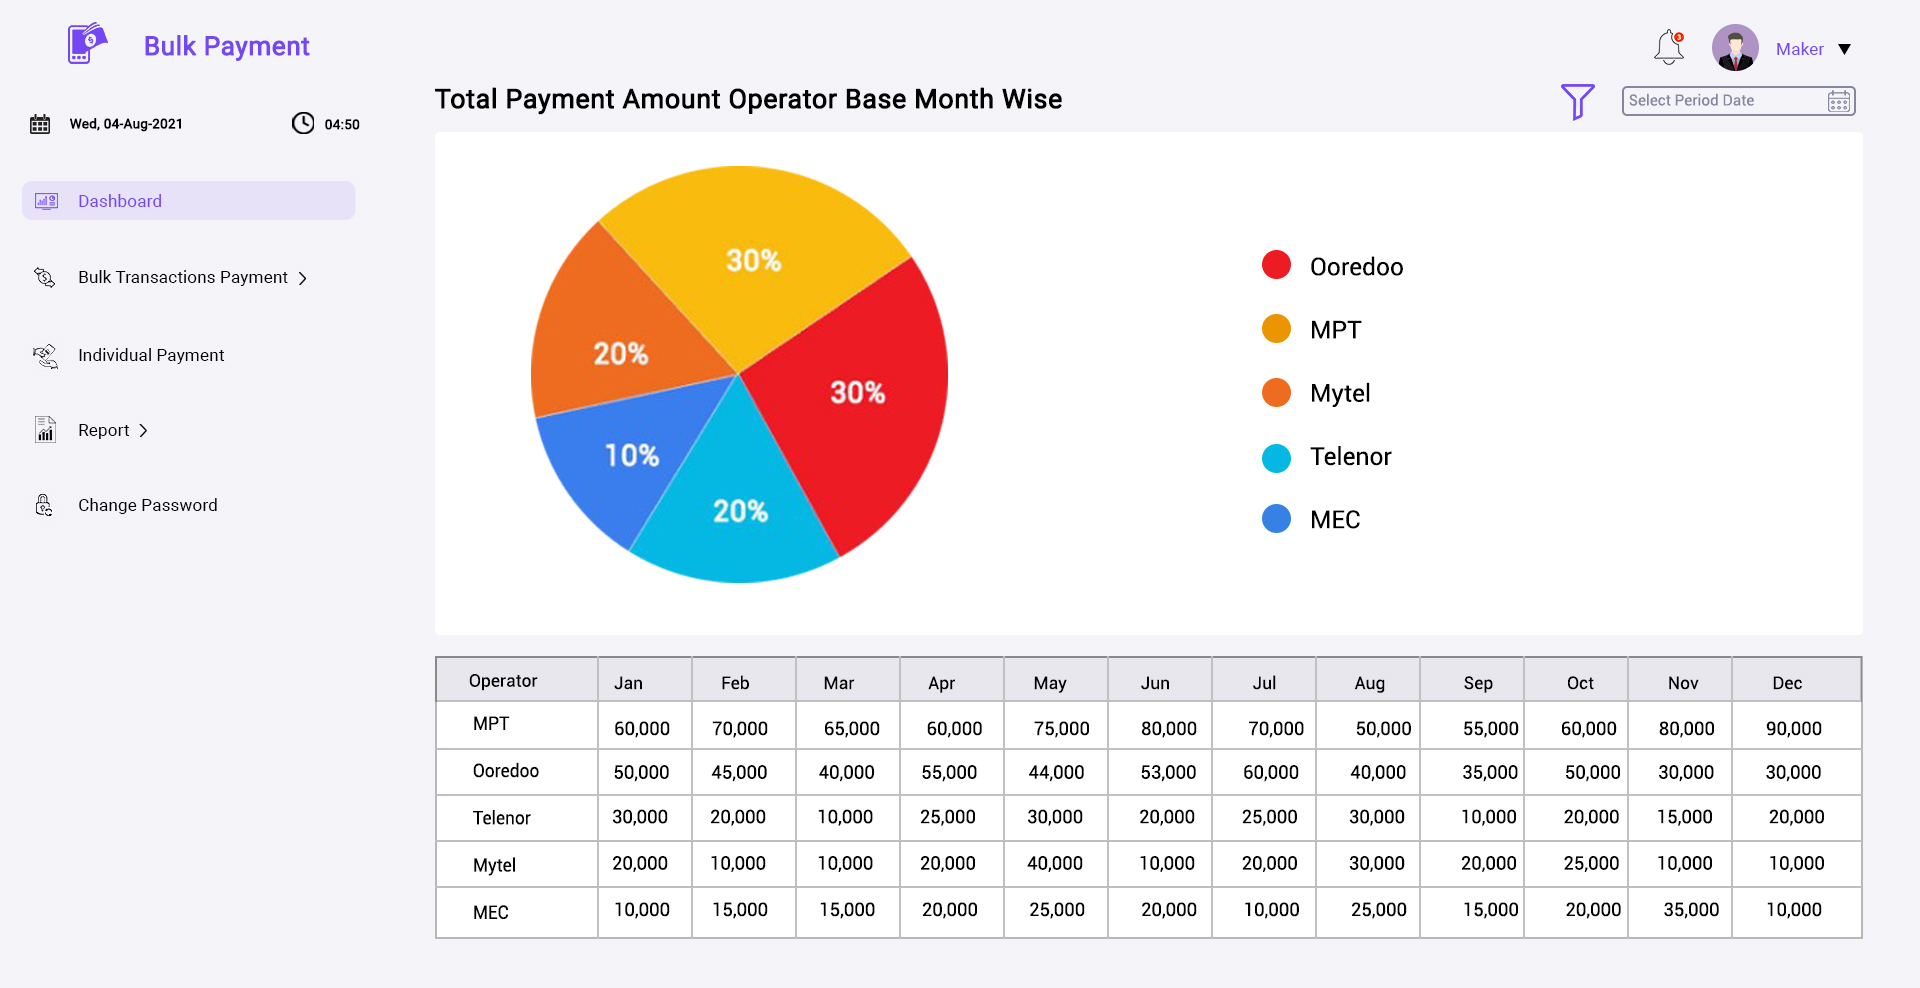 Bulk Payment
3
Maker
Total Payment Amount Operator Base Month Wise
Select Period Date
Wed, 04-Aug-2021
04:50
Dashboard
Bulk Transactions Payment
Individual Payment
Report
Change Password
30%
20%
30%
10%
20%
Ooredoo
MPT
Mytel
Telenor
MEC
Operator Jan Feb Mar Apr May Jun Jul Aug Sep Oct Nov Dec
MPT 60,000 70,000 65,000 60,000 75,000 80,000 70,000 50,000 55,000 60,000 80,000 90,000
Ooredoo 50,000 45,000 40,000 55,000 44,000 53,000 60,000 40,000 35,000 50,000 30,000 30,000
Telenor 30,000 20,000 10,000 25,000 30,000 20,000 25,000 30,000 10,000 20,000 15,000 20,000
Mytel 20,000 10,000 10,000 20,000 40,000 10,000 20,000 30,000 20,000 25,000 10,000 10,000
MEC 10,000 15,000 15,000 20,000 25,000 20,000 10,000 25,000 15,000 20,000 35,000 10,000